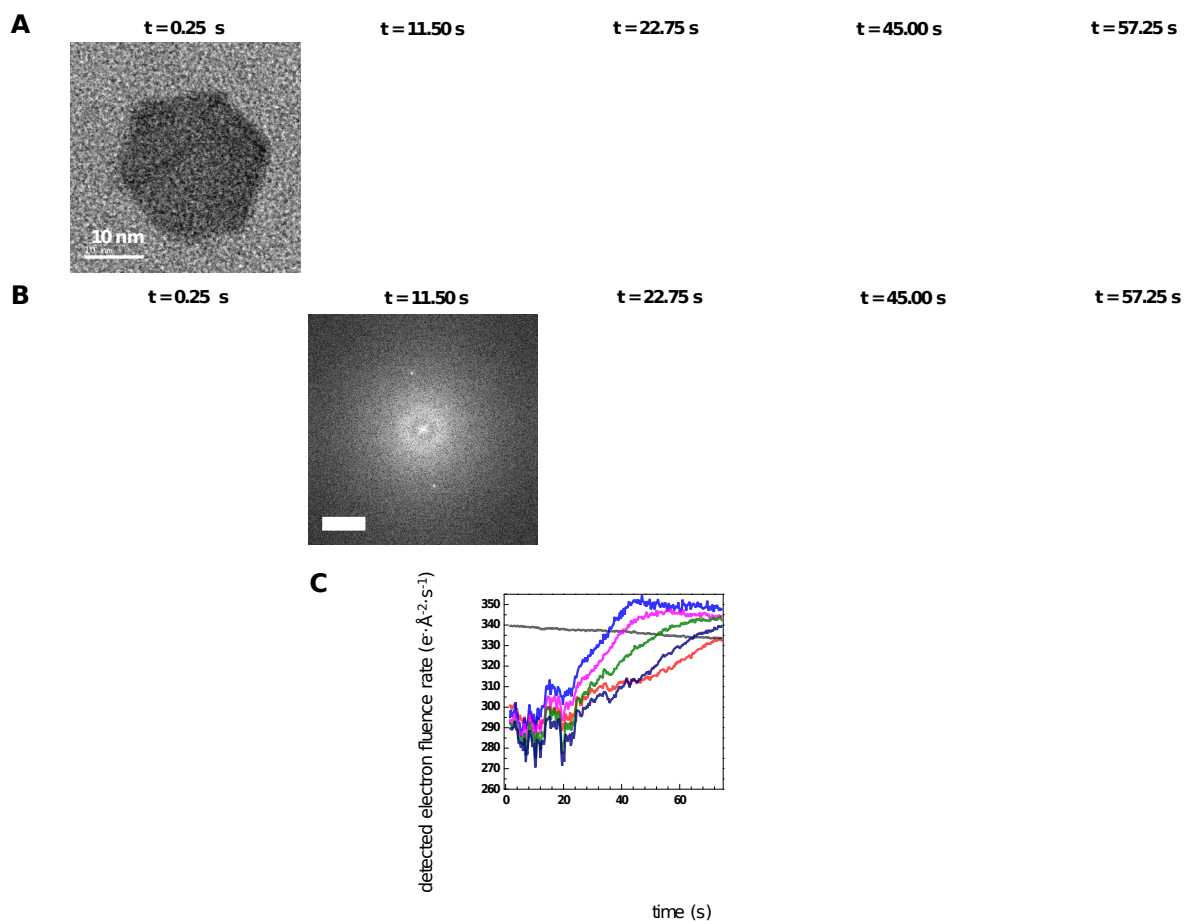 A
t = 0.25 s t = 11.50 s t = 22.75 s t = 45.00 s t = 57.25 s
10 nm
10 nm
B
t = 0.25 s t = 11.50 s t = 22.75 s t = 45.00 s t = 57.25 s
C
detected electron fluence rate (e⁻·Å⁻²·s⁻¹)
350
340
330
320
310
300
290
280
270
260
0 20 40 60
time (s)